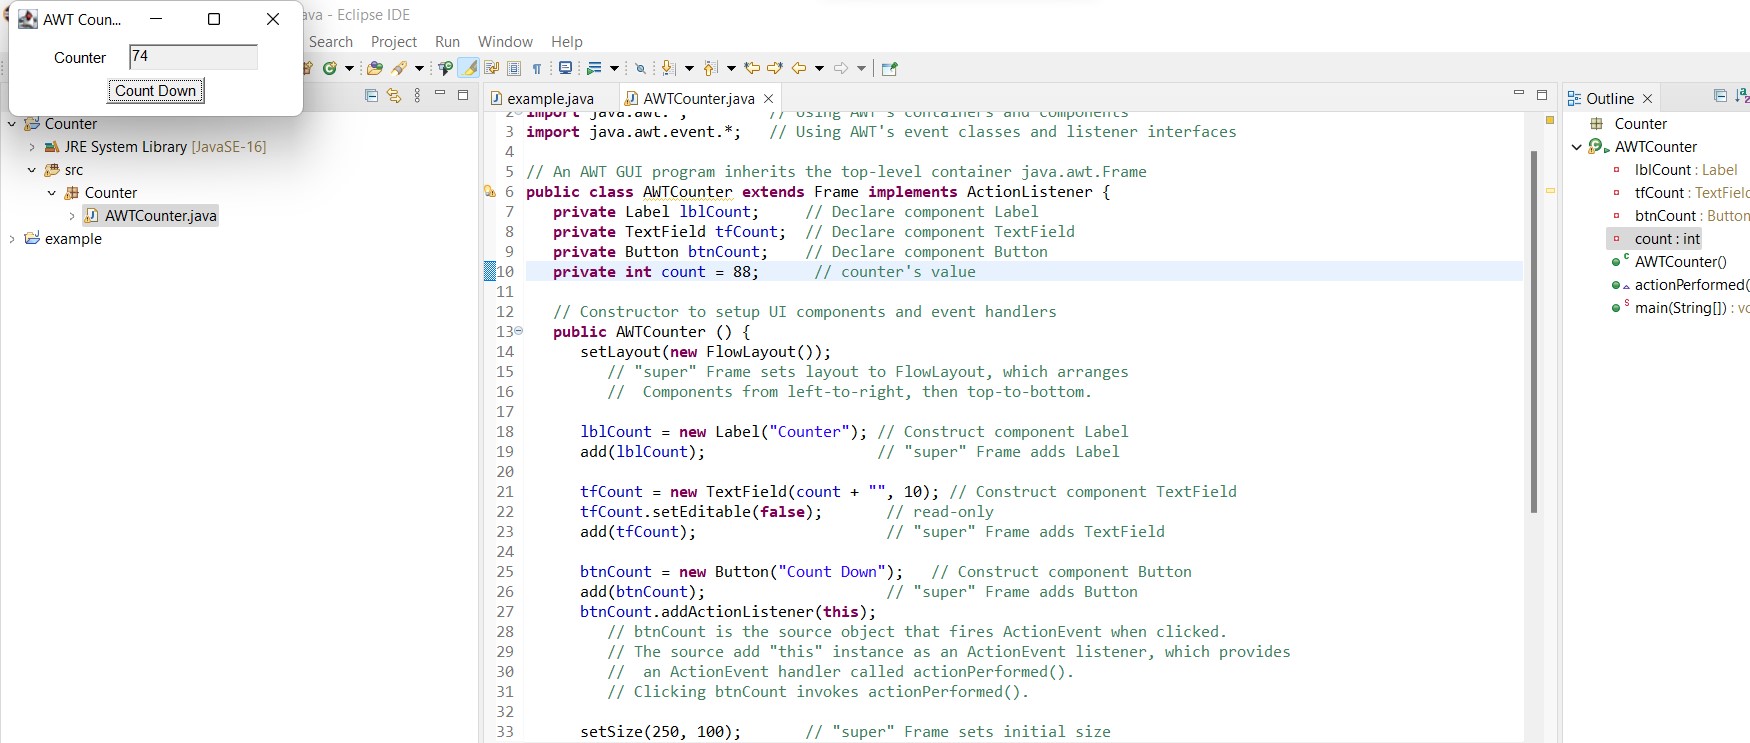 AWT Coun...
ava - Eclipse IDE
Counter 74
Count Down
Search Project Run Window Help
Counter
JRE System Library [JavaSE-16]
src
Counter
AWTCounter.java
example
example.java AWTCounter.java
2 import java.awt.*; // Using AWT's containers and components
3 import java.awt.event.*; // Using AWT's event classes and listener interfaces
4
5 // An AWT GUI program inherits the top-level container java.awt.Frame
6 public class AWTCounter extends Frame implements ActionListener {
7 private Label lblCount; // Declare component Label
8 private TextField tfCount; // Declare component TextField
9 private Button btnCount; // Declare component Button
10 private int count = 88; // counter's value
11
12 // Constructor to setup UI components and event handlers
13 public AWTCounter () {
14 setLayout(new FlowLayout());
15 // "super" Frame sets layout to FlowLayout, which arranges
16 // Components from left-to-right, then top-to-bottom.
17
18 lblCount = new Label("Counter"); // Construct component Label
19 add(lblCount); // "super" Frame adds Label
20
21 tfCount = new TextField(count + "", 10); // Construct component TextField
22 tfCount.setEditable(false); // read-only
23 add(tfCount); // "super" Frame adds TextField
24
25 btnCount = new Button("Count Down"); // Construct component Button
26 add(btnCount); // "super" Frame adds Button
27 btnCount.addActionListener(this);
28 // btnCount is the source object that fires ActionEvent when clicked.
29 // The source add "this" instance as an ActionEvent listener, which provides
30 // an ActionEvent handler called actionPerformed().
31 // Clicking btnCount invokes actionPerformed().
32
33 setSize(250, 100); // "super" Frame sets initial size
Outline
Counter
AWTCounter
lblCount : Label
tfCount : TextField
btnCount : Button
count : int
AWTCounter()
actionPerformed(
main(String[]) : vo